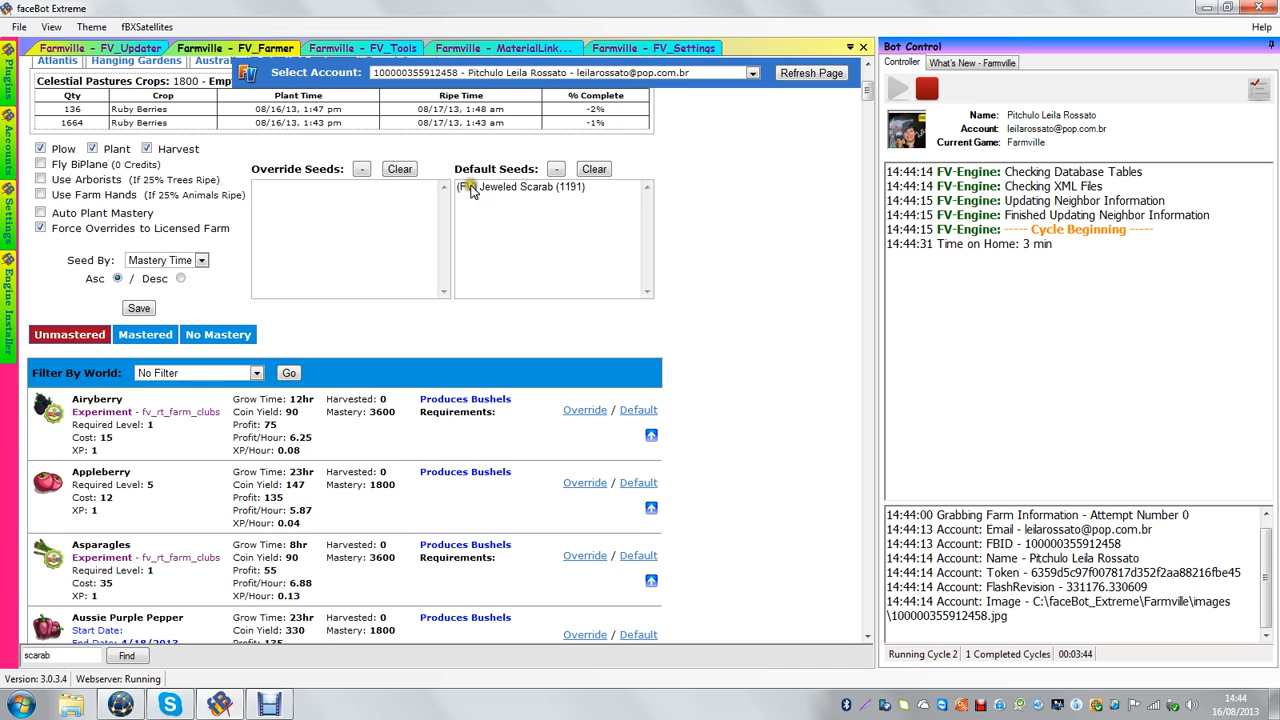 faceBot Extreme
File View Theme fBXSatellites Help
Farmville - FV_Updater Farmville - FV_Farmer Farmville - FV_Tools Farmville - MaterialLink... Farmville - FV_Settings
Plugins
Accounts
Settings
Engine Installer
Atlantis Hanging Gardens
Select Account: 100000355912458 - Pitchulo Leila Rossato - leilarossato@pop.com.br Refresh Page
Celestial Pastures Crops: 1800 - Emp
Qty Crop Plant Time Ripe Time % Complete
136 Ruby Berries 08/16/13, 1:47 pm 08/17/13, 1:48 am -2%
1664 Ruby Berries 08/16/13, 1:43 pm 08/17/13, 1:43 am -1%
Plow Plant Harvest
Fly BiPlane (0 Credits)
Use Arborists (If 25% Trees Ripe)
Use Farm Hands (If 25% Animals Ripe)
Auto Plant Mastery
Force Overrides to Licensed Farm
Seed By: Mastery Time
Asc / Desc
Save
Override Seeds: - Clear
Default Seeds: - Clear
Jeweled Scarab (1191)
Unmastered Mastered No Mastery
Filter By World: No Filter Go
Airyberry
Experiment - fv_rt_farm_clubs
Required Level: 1
Cost: 15
XP: 1
Grow Time: 12hr
Coin Yield: 90
Profit: 75
Profit/Hour: 6.25
XP/Hour: 0.08
Harvested: 0
Mastery: 3600
Produces Bushels
Requirements:
Override / Default
Appleberry
Required Level: 5
Cost: 12
XP: 1
Grow Time: 23hr
Coin Yield: 147
Profit: 135
Profit/Hour: 5.87
XP/Hour: 0.04
Harvested: 0
Mastery: 1800
Produces Bushels
Override / Default
Asparagles
Experiment - fv_rt_farm_clubs
Required Level: 1
Cost: 35
XP: 1
Grow Time: 8hr
Coin Yield: 90
Profit: 55
Profit/Hour: 6.88
XP/Hour: 0.13
Harvested: 0
Mastery: 3600
Produces Bushels
Requirements:
Override / Default
Aussie Purple Pepper
Start Date:
End Date: 4/18/2013
Grow Time: 23hr
Coin Yield: 330
Profit: 135
Harvested: 0
Mastery: 1800
Produces Bushels
Override / Default
scarab Find
Version: 3.0.3.4 Webserver: Running
Bot Control
Controller What's New - Farmville
Name: Pitchulo Leila Rossato
Account: leilarossato@pop.com.br
Current Game: Farmville
14:44:14 FV-Engine: Checking Database Tables
14:44:14 FV-Engine: Checking XML Files
14:44:15 FV-Engine: Updating Neighbor Information
14:44:15 FV-Engine: Finished Updating Neighbor Information
14:44:15 FV-Engine: ----- Cycle Beginning -----
14:44:31 Time on Home: 3 min
14:44:00 Grabbing Farm Information - Attempt Number 0
14:44:13 Account: Email - leilarossato@pop.com.br
14:44:13 Account: FBID - 100000355912458
14:44:14 Account: Name - Pitchulo Leila Rossato
14:44:14 Account: Token - 6359d5c97f007817d352f2aa88216fbe45
14:44:14 Account: FlashRevision - 331176.330609
14:44:14 Account: Image - C:\faceBot_Extreme\Farmville\images
\100000355912458.jpg
Running Cycle 2 1 Completed Cycles 00:03:44
14:44
16/08/2013